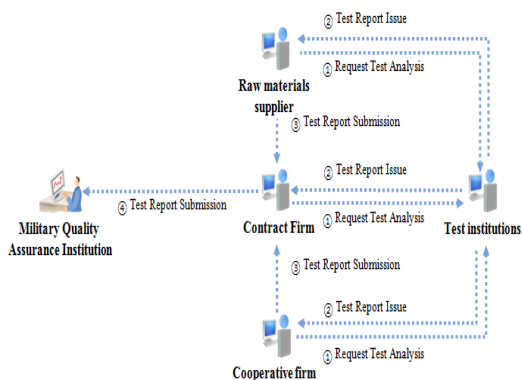 ② Test Report Issue
① Request Test Analysis
Raw materials
supplier
③ Test Report Submission
② Test Report Issue
④ Test Report Submission
① Request Test Analysis
Military Quality
Assurance Institution
Contract Firm
Test institutions
③ Test Report Submission
② Test Report Issue
① Request Test Analysis
Cooperative firm